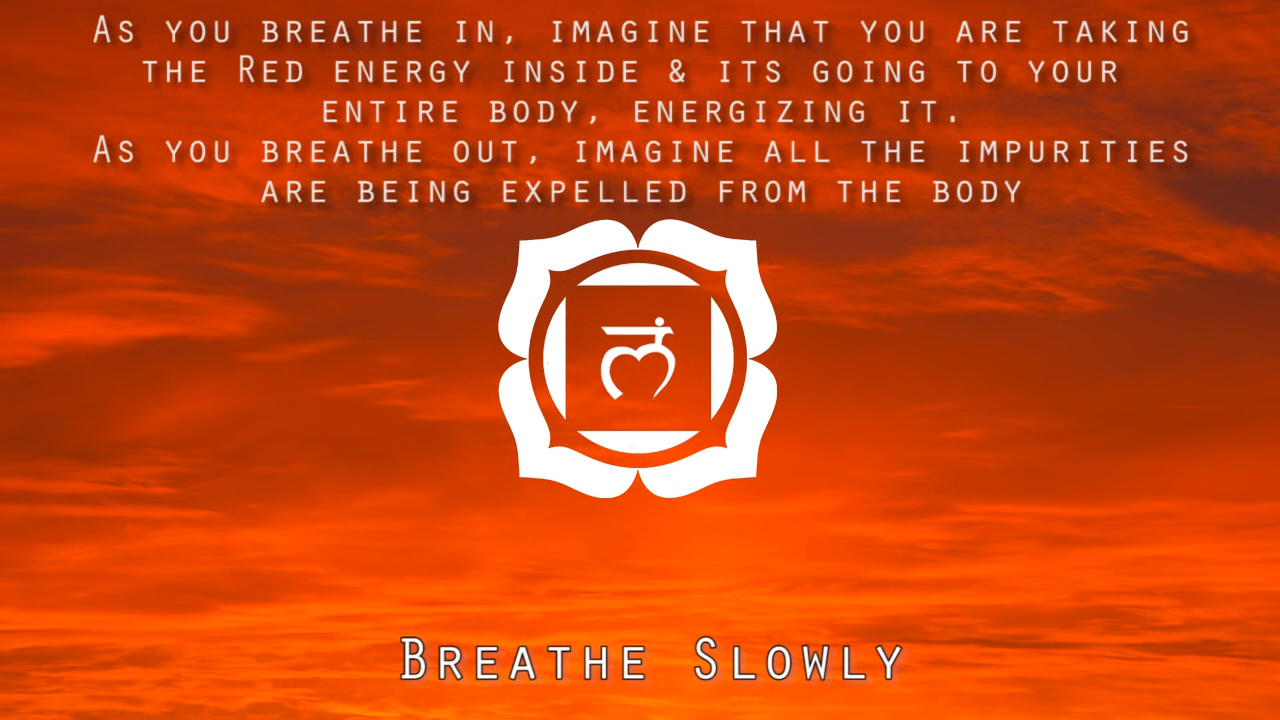 As you breathe in, imagine that you are taking
the Red energy inside & its going to your
entire body, energizing it.
As you breathe out, imagine all the impurities
are being expelled from the body
लं
Breathe Slowly